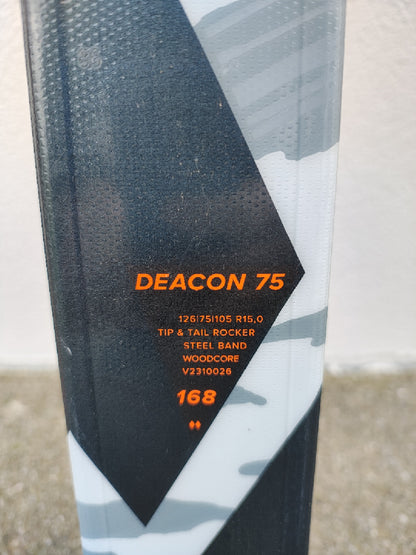 DEACON 75
126|75|105 R15,0
TIP & TAIL ROCKER
STEEL BAND
WOODCORE
V2310026
168